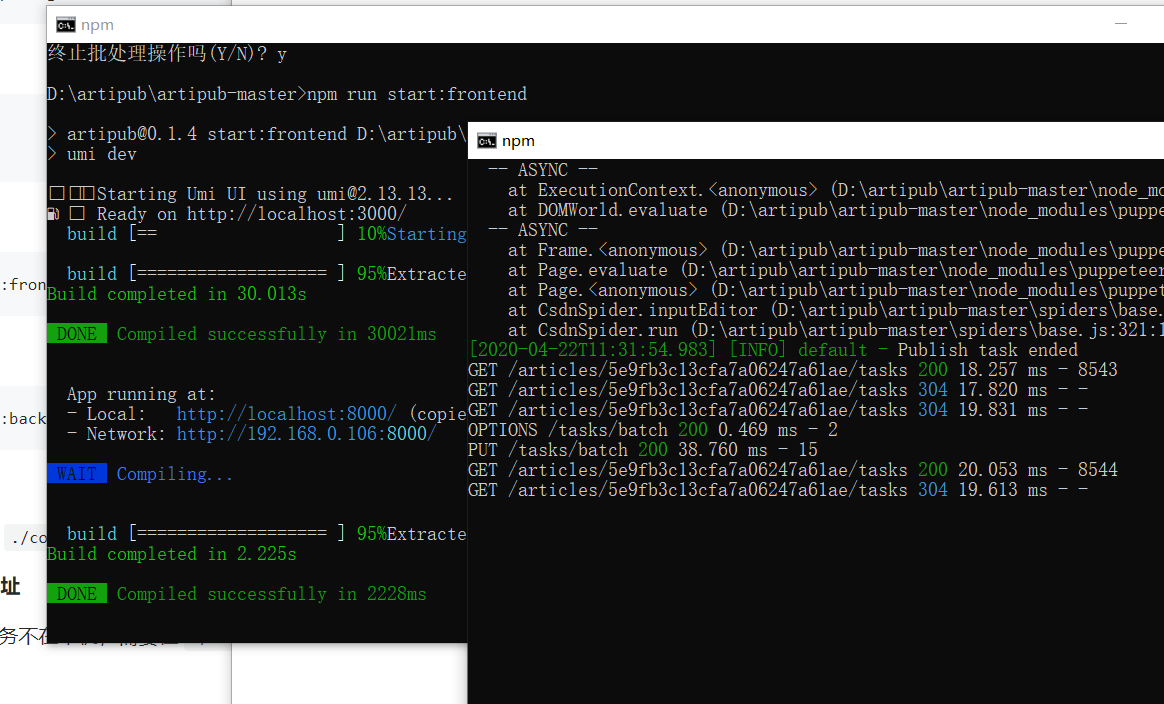 npm
终止批处理操作吗(Y/N)? y
D:\artipub\artipub-master>npm run start:frontend
> artipub@0.1.4 start:frontend D:\artipub\
> umi dev
Starting Umi UI using umi@2.13.13...
Ready on http://localhost:3000/
build [== ] 10%Starting
build [=================== ] 95%Extracte
Build completed in 30.013s
DONE Compiled successfully in 30021ms
App running at:
- Local: http://localhost:8000/ (copie
- Network: http://192.168.0.106:8000/
WAIT Compiling...
build [=================== ] 95%Extracte
Build completed in 2.225s
DONE Compiled successfully in 2228ms
npm
-- ASYNC --
at ExecutionContext.<anonymous> (D:\artipub\artipub-master\node_mo
at DOMWorld.evaluate (D:\artipub\artipub-master\node_modules\puppe
-- ASYNC --
at Frame.<anonymous> (D:\artipub\artipub-master\node_modules\puppe
at Page.evaluate (D:\artipub\artipub-master\node_modules\puppeteer
at Page.<anonymous> (D:\artipub\artipub-master\node_modules\puppet
at CsdnSpider.inputEditor (D:\artipub\artipub-master\spiders\base.
at CsdnSpider.run (D:\artipub\artipub-master\spiders\base.js:321:1
[2020-04-22T11:31:54.983] [INFO] default - Publish task ended
GET /articles/5e9fb3c13cfa7a06247a61ae/tasks 200 18.257 ms - 8543
GET /articles/5e9fb3c13cfa7a06247a61ae/tasks 304 17.820 ms - -
GET /articles/5e9fb3c13cfa7a06247a61ae/tasks 304 19.831 ms - -
OPTIONS /tasks/batch 200 0.469 ms - 2
PUT /tasks/batch 200 38.760 ms - 15
GET /articles/5e9fb3c13cfa7a06247a61ae/tasks 200 20.053 ms - 8544
GET /articles/5e9fb3c13cfa7a06247a61ae/tasks 304 19.613 ms - -
:fron
:back
./co
址
务不在